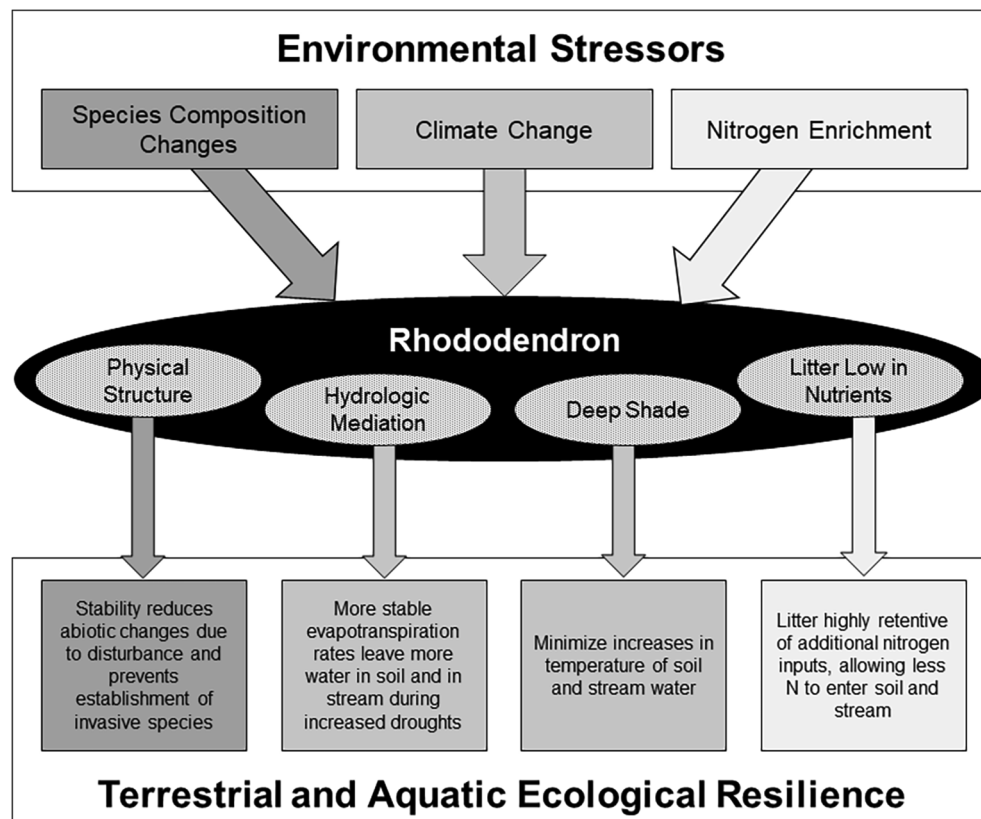 Environmental Stressors
Species Composition
Changes
Climate Change
Nitrogen Enrichment
Rhododendron
Physical
Structure
Hydrologic
Mediation
Deep Shade
Litter Low in
Nutrients
Stability reduces
abiotic changes due
to disturbance and
prevents
establishment of
invasive species
More stable
evapotranspiration
rates leave more
water in soil and in
stream during
increased droughts
Minimize increases in
temperature of soil
and stream water
Litter highly retentive
of additional nitrogen
inputs, allowing less
N to enter soil and
stream
Terrestrial and Aquatic Ecological Resilience